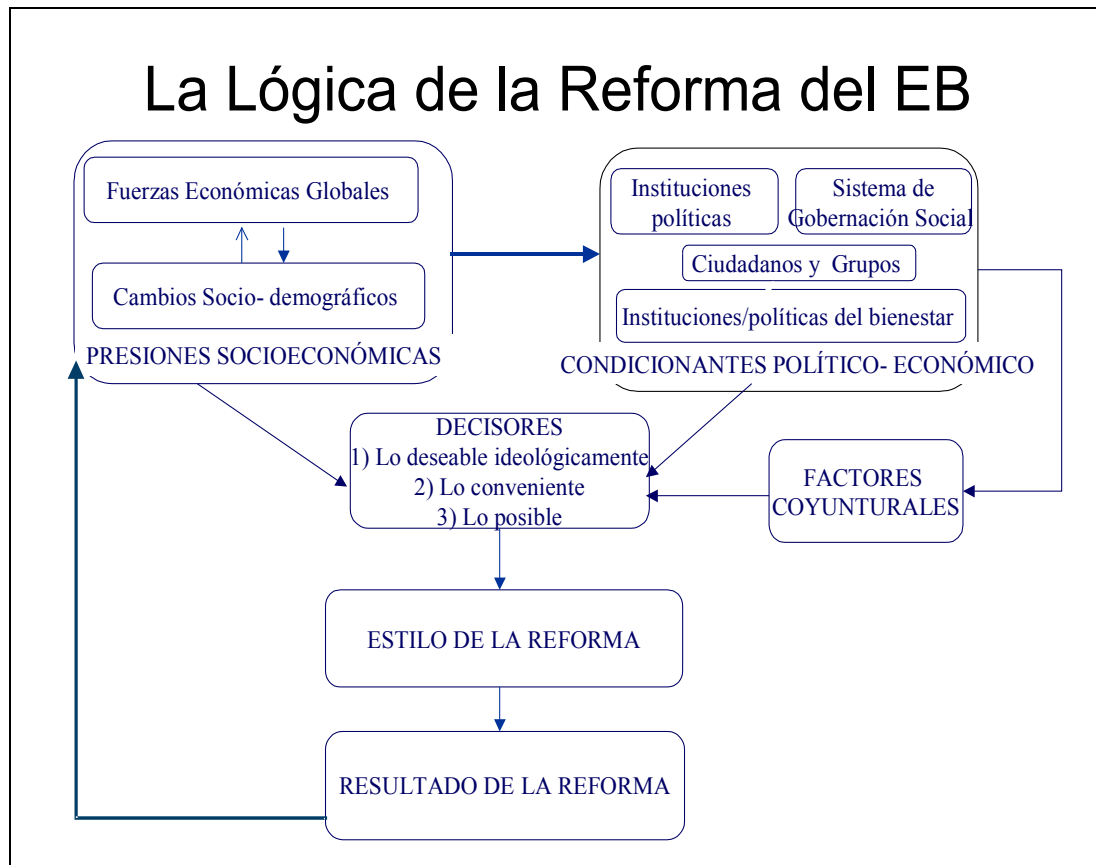 La Lógica de la Reforma del EB
Fuerzas Económicas Globales
Cambios Socio- demográficos
PRESIONES SOCIOECONÓMICAS
Instituciones
políticas
Sistema de
Gobernación Social
Ciudadanos y Grupos
Instituciones/políticas del bienestar
CONDICIONANTES POLÍTICO- ECONÓMICO
DECISORES
1) Lo deseable ideológicamente
2) Lo conveniente
3) Lo posible
FACTORES
COYUNTURALES
ESTILO DE LA REFORMA
RESULTADO DE LA REFORMA